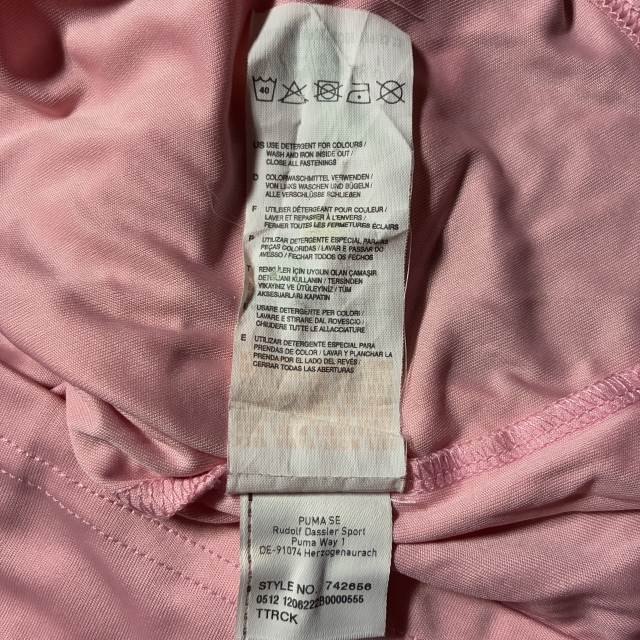 40
US USE DETERGENT FOR COLOURS /
WASH AND IRON INSIDE OUT /
CLOSE ALL FASTENINGS
D COLORWASCHMITTEL VERWENDEN /
VON LINKS WASCHEN UND BÜGELN /
ALLE VERSCHLÜSSE SCHLIEßEN
F UTILISER DÉTERGEANT POUR COULEUR /
LAVER ET REPASSER À L'ENVERS /
FERMER TOUTES LES FERMETURES ÉCLAIRS
P UTILIZAR DETERGENTE ESPECIAL PARA AS
PEÇAS COLORIDAS / LAVAR E PASSAR DO
AVESSO / FECHAR TODOS OS FECHOS
T RENKLİLER İÇİN UYGUN OLAN ÇAMAŞIR
DETERJANI KULLANIN / TERSİNDEN
YIKAYINIZ VE ÜTÜLEYİNİZ / TÜM
AKSESUARLARI KAPATIN
I USARE DETERGENTE PER COLORI /
LAVARE E STIRARE DAL ROVESCIO /
CHIUDERE TUTTE LE ALLACCIATURE
E UTILIZAR DETERGENTE ESPECIAL PARA
PRENDAS DE COLOR / LAVAR Y PLANCHAR LA
PRENDA POR EL LADO DEL REVÉS /
CERRAR TODAS LAS ABERTURAS
PUMA SE
Rudolf Dassler Sport
Puma Way 1
DE-91074 Herzogenaurach
STYLE NO.: 742656
0512 1206222280000555
TTRCK